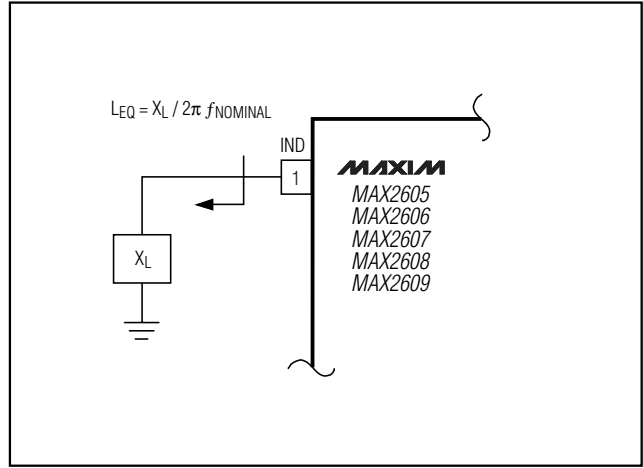 L_EQ = X_L / 2π f_NOMINAL
IND
1
MAXIM
MAX2605
MAX2606
MAX2607
MAX2608
MAX2609
X_L